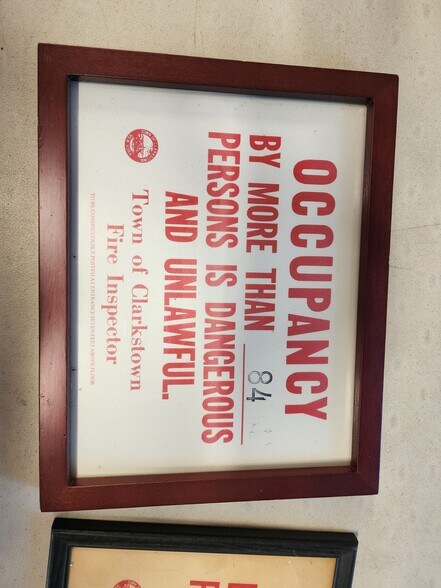 OCCUPANCY
BY MORE THAN 84
PERSONS IS DANGEROUS
AND UNLAWFUL.
Town of Clarkstown
Fire Inspector